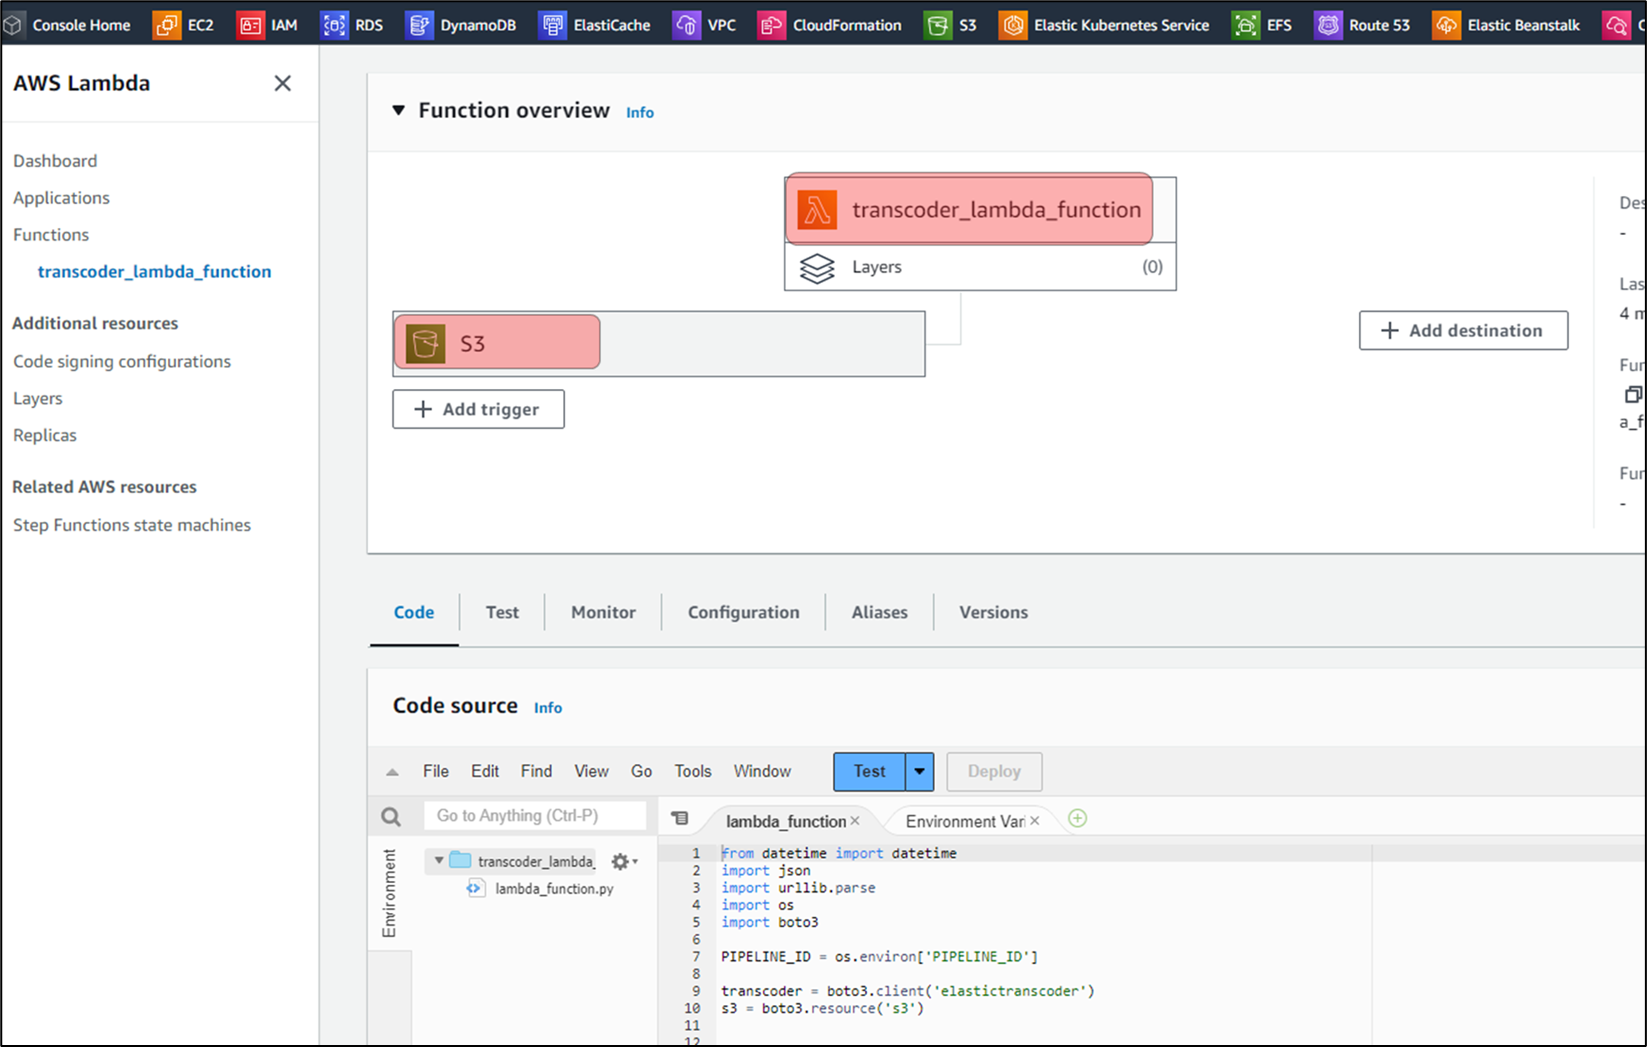 Console Home EC2 IAM RDS DynamoDB ElastiCache VPC CloudFormation S3 Elastic Kubernetes Service EFS Route 53 Elastic Beanstalk
AWS Lambda
Dashboard
Applications
Functions
transcoder_lambda_function
Additional resources
Code signing configurations
Layers
Replicas
Related AWS resources
Step Functions state machines
Function overview Info
transcoder_lambda_function
Layers (0)
S3
+ Add trigger
+ Add destination
Des
-
Las
4 m
Fun
a_f
Fun
-
Code Test Monitor Configuration Aliases Versions
Code source Info
File Edit Find View Go Tools Window Test Deploy
Go to Anything (Ctrl-P)
Environment
transcoder_lambda_
lambda_function.py
lambda_function × Environment Vari ×
1 from datetime import datetime
2 import json
3 import urllib.parse
4 import os
5 import boto3
6
7 PIPELINE_ID = os.environ['PIPELINE_ID']
8
9 transcoder = boto3.client('elastictranscoder')
10 s3 = boto3.resource('s3')
11
12